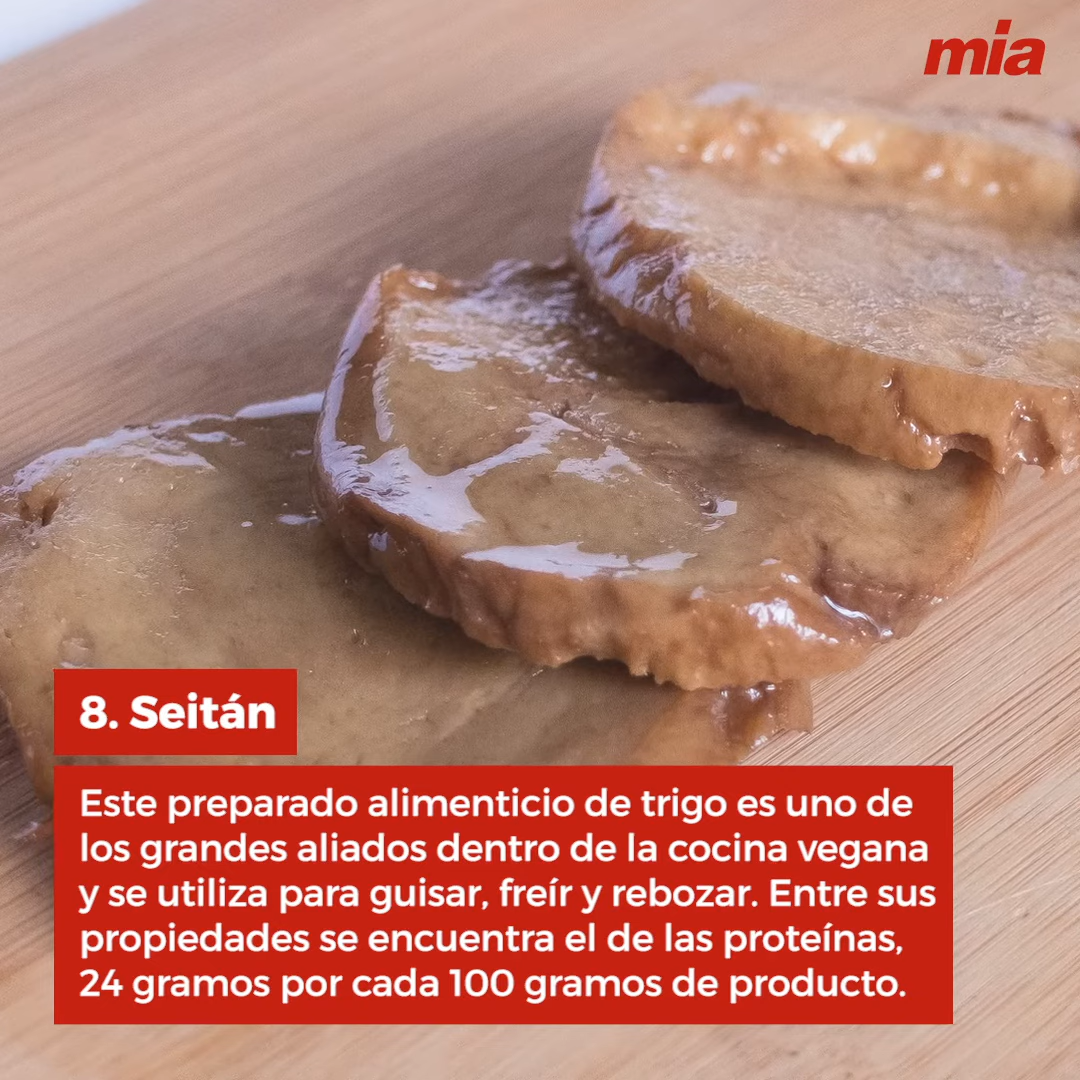 mia
8. Seitán
Este preparado alimenticio de trigo es uno de
los grandes aliados dentro de la cocina vegana
y se utiliza para guisar, freír y rebozar. Entre sus
propiedades se encuentra el de las proteínas,
24 gramos por cada 100 gramos de producto.